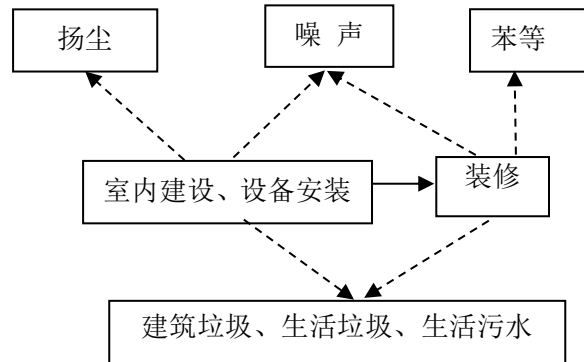 扬尘
噪 声
苯等
室内建设、设备安装
装修
建筑垃圾、生活垃圾、生活污水